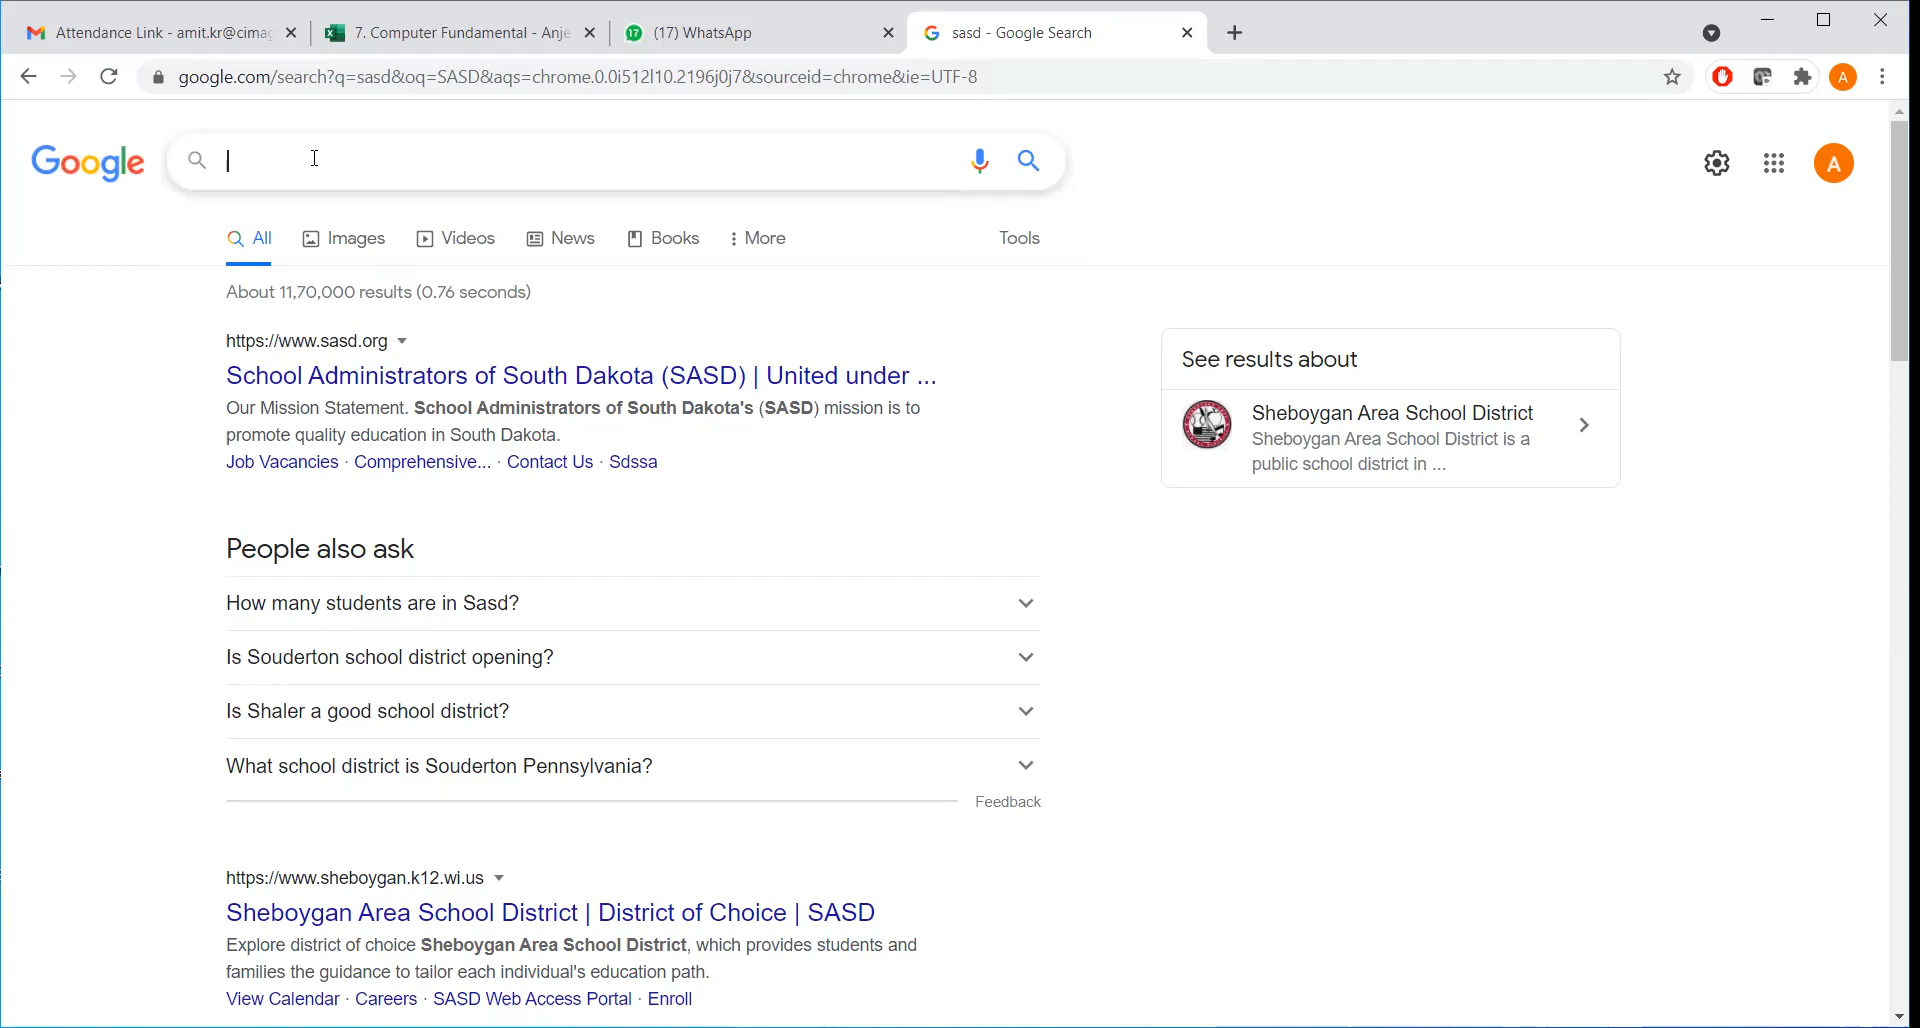 Attendance Link - amit.kr@cimag
7. Computer Fundamental - Anje
17
(17) WhatsApp
sasd - Google Search
google.com/search?q=sasd&oq=SASD&aqs=chrome.0.0i512l10.2196j0j7&sourceid=chrome&ie=UTF-8
A
Google
A
All
Images
Videos
News
Books
More
Tools
About 11,70,000 results (0.76 seconds)
https://www.sasd.org
School Administrators of South Dakota (SASD) | United under ...
Our Mission Statement. School Administrators of South Dakota's (SASD) mission is to
promote quality education in South Dakota.
Job Vacancies · Comprehensive... · Contact Us · Sdssa
See results about
Sheboygan Area School District
Sheboygan Area School District is a
public school district in ...
People also ask
How many students are in Sasd?
Is Souderton school district opening?
Is Shaler a good school district?
What school district is Souderton Pennsylvania?
Feedback
https://www.sheboygan.k12.wi.us
Sheboygan Area School District | District of Choice | SASD
Explore district of choice Sheboygan Area School District, which provides students and
families the guidance to tailor each individual's education path.
View Calendar · Careers · SASD Web Access Portal · Enroll